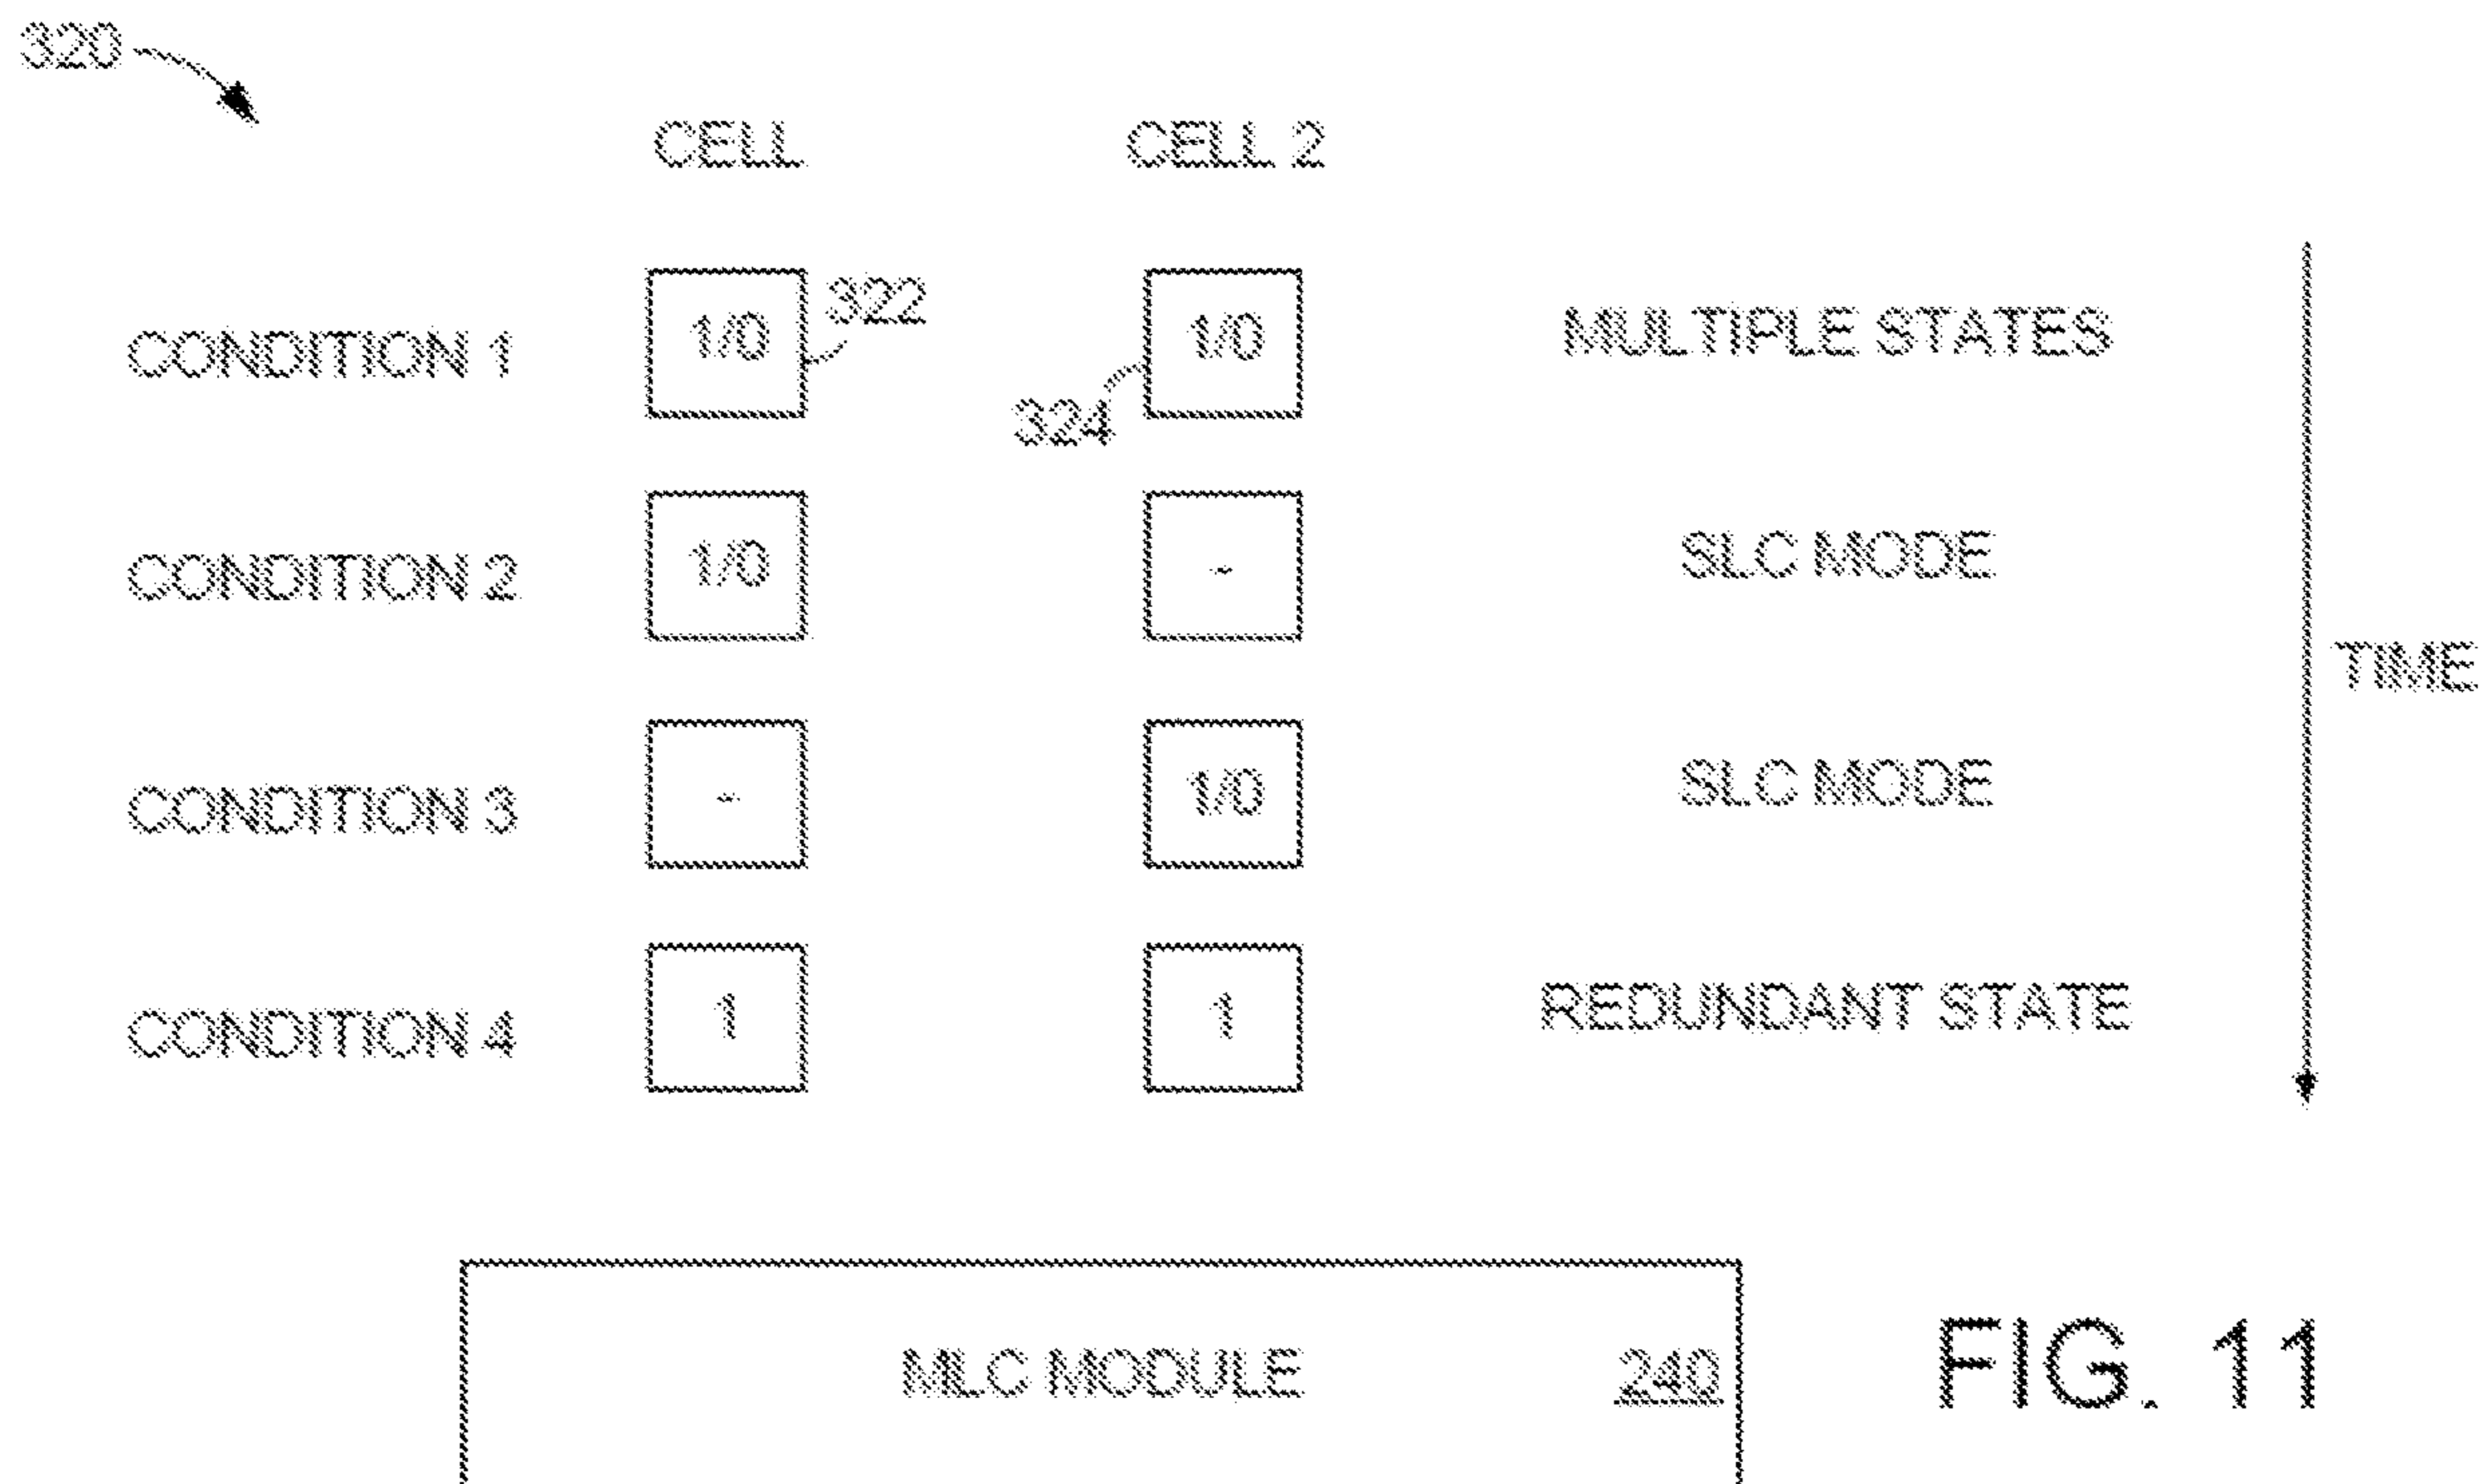 320
CELL CELL 2
CONDITION 1 1/0 322 324 1/0 MULTIPLE STATES
CONDITION 2 1/0 - SLC MODE
TIME
CONDITION 3 - 1/0 SLC MODE
CONDITION 4 1 1 REDUNDANT STATE
MLC MODULE 240
FIG. 11